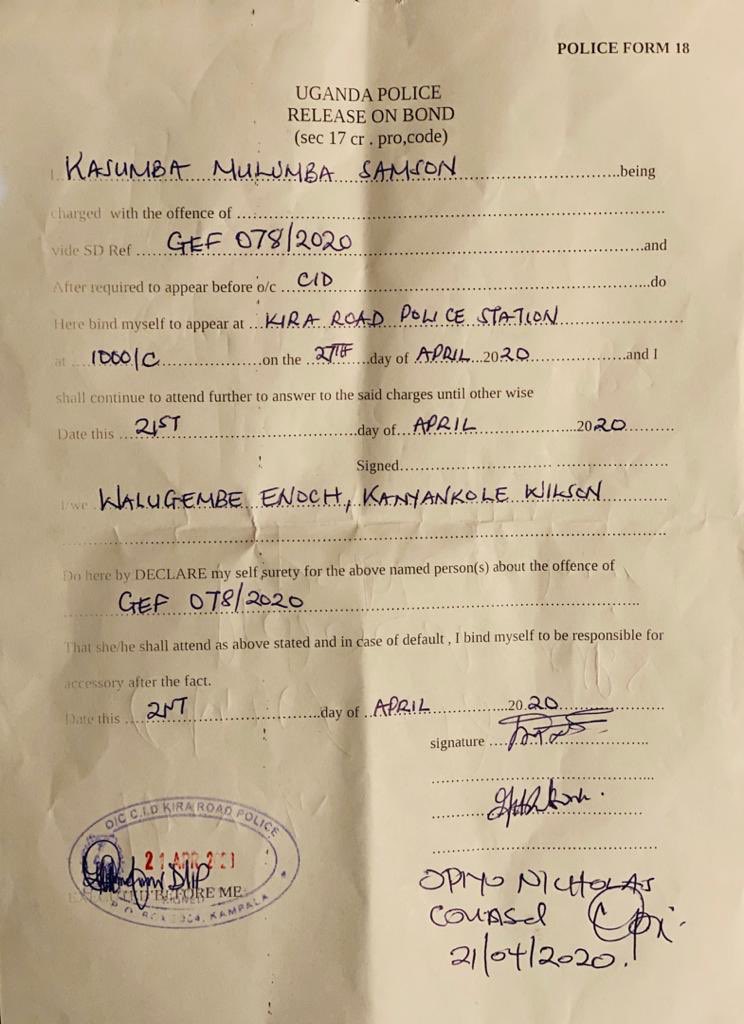 POLICE FORM 18
UGANDA POLICE
RELEASE ON BOND
(sec 17 cr . pro,code)
I KASUMBA MULUMBA SAMSON being
charged with the offence of
vide SD Ref GEF 078/2020 and
After required to appear before o/c CID do
Here bind myself to appear at KIRA ROAD POLICE STATION
at 1000/C on the 27TH day of APRIL 2020 and I
shall continue to attend further to answer to the said charges until other wise
Date this 21ST day of APRIL 2020
Signed
I/we WALUGEMBE ENOCH, KANYANKOLE WILSON
Do here by DECLARE my self surety for the above named person(s) about the offence of
GEF 078/2020
That she/he shall attend as above stated and in case of default , I bind myself to be responsible for
accessory after the fact.
Date this day of APRIL 2020
signature
O/C C.I.D KIRA ROAD POLICE
21 APR
D/IP
BEFORE ME
KAMPALA
OPIYO NICHOLAS
COUNSEL
21/04/2020.